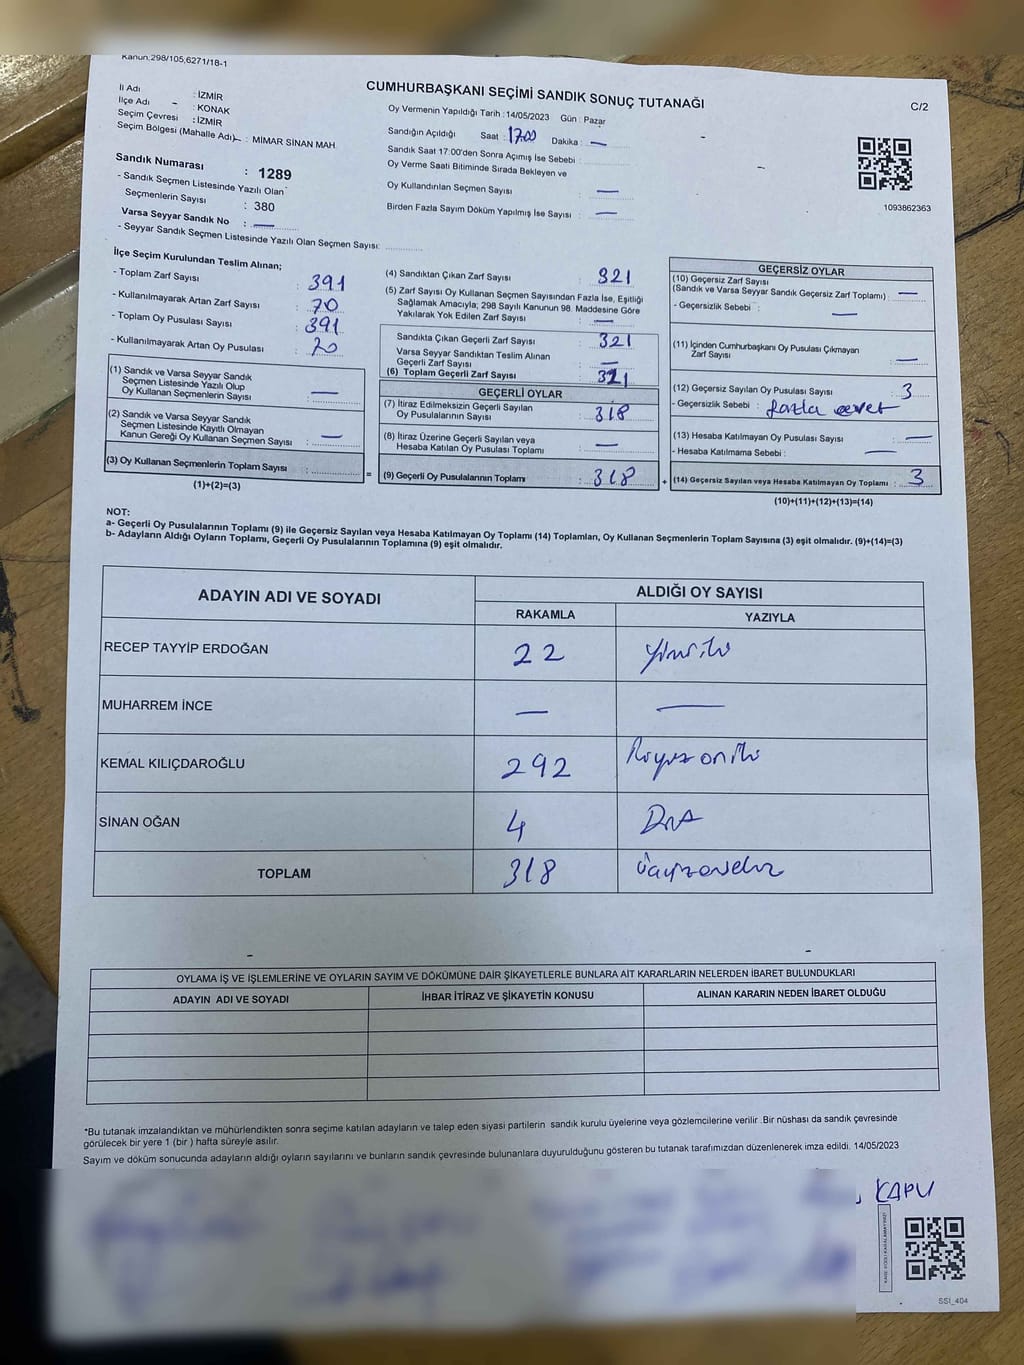 Kanun:298/105,6271/18-1
CUMHURBAŞKANI SEÇİMİ SANDIK SONUÇ TUTANAĞI
C/2
İl Adı : İZMİR
İlçe Adı : KONAK
Seçim Çevresi : İZMİR
Seçim Bölgesi (Mahalle Adı) : MİMAR SİNAN MAH.
Sandık Numarası : 1289
- Sandık Seçmen Listesinde Yazılı Olan
Seçmenlerin Sayısı : 380
Varsa Seyyar Sandık No : —
- Seyyar Sandık Seçmen Listesinde Yazılı Olan Seçmen Sayısı:
Oy Vermenin Yapıldığı Tarih :14/05/2023 Gün : Pazar
Sandığın Açıldığı Saat : 17.00 Dakika : —
Sandık Saat 17:00'den Sonra Açımış İse Sebebi :
Oy Verme Saati Bitiminde Sırada Bekleyen ve
Oy Kullandırılan Seçmen Sayısı : —
Birden Fazla Sayım Döküm Yapılmış İse Sayısı : —
1093862363
İlçe Seçim Kurulundan Teslim Alınan;
- Toplam Zarf Sayısı : 391
- Kullanılmayarak Artan Zarf Sayısı : 70
- Toplam Oy Pusulası Sayısı : 391
- Kullanılmayarak Artan Oy Pusulası : 70
(1) Sandık ve Varsa Seyyar Sandık
Seçmen Listesinde Yazılı Olup
Oy Kullanan Seçmenlerin Sayısı : —
(2) Sandık ve Varsa Seyyar Sandık
Seçmen Listesinde Kayıtlı Olmayan
Kanun Gereği Oy Kullanan Seçmen Sayısı : —
(3) Oy Kullanan Seçmenlerin Toplam Sayısı :
(1)+(2)=(3)
=
(4) Sandıktan Çıkan Zarf Sayısı : 321
(5) Zarf Sayısı Oy Kullanan Seçmen Sayısından Fazla İse, Eşitliği
Sağlamak Amacıyla; 298 Sayılı Kanunun 98. Maddesine Göre
Yakılarak Yok Edilen Zarf Sayısı : —
Sandıkta Çıkan Geçerli Zarf Sayısı : 321
Varsa Seyyar Sandıktan Teslim Alınan
Geçerli Zarf Sayısı : —
(6) Toplam Geçerli Zarf Sayısı : 321
GEÇERLİ OYLAR
(7) İtiraz Edilmeksizin Geçerli Sayılan
Oy Pusulalarının Sayısı : 318
(8) İtiraz Üzerine Geçerli Sayılan veya
Hesaba Katılan Oy Pusulası Toplamı : —
(9) Geçerli Oy Pusulalarının Toplamı : 318
+
GEÇERSİZ OYLAR
(10) Geçersiz Zarf Sayısı
(Sandık ve Varsa Seyyar Sandık Geçersiz Zarf Toplamı) : —
- Geçersizlik Sebebi : —
(11) İçinden Cumhurbaşkanı Oy Pusulası Çıkmayan
Zarf Sayısı : —
(12) Geçersiz Sayılan Oy Pusulası Sayısı : 3
- Geçersizlik Sebebi : fazla evet
(13) Hesaba Katılmayan Oy Pusulası Sayısı : —
- Hesaba Katılmama Sebebi : —
(14) Geçersiz Sayılan veya Hesaba Katılmayan Oy Toplamı : 3
(10)+(11)+(12)+(13)=(14)
NOT:
a- Geçerli Oy Pusulalarının Toplamı (9) ile Geçersiz Sayılan veya Hesaba Katılmayan Oy Toplamı (14) Toplamları, Oy Kullanan Seçmenlerin Toplam Sayısına (3) eşit olmalıdır. (9)+(14)=(3)
b- Adayların Aldığı Oyların Toplamı, Geçerli Oy Pusulalarının Toplamına (9) eşit olmalıdır.
ADAYIN ADI VE SOYADI ALDIĞI OY SAYISI
RAKAMLA YAZIYLA
RECEP TAYYİP ERDOĞAN 22
MUHARREM İNCE — —
KEMAL KILIÇDAROĞLU 292
SİNAN OĞAN 4
TOPLAM 318
OYLAMA İŞ VE İŞLEMLERİNE VE OYLARIN SAYIM VE DÖKÜMÜNE DAİR ŞİKAYETLERLE BUNLARA AİT KARARLARIN NELERDEN İBARET BULUNDUKLARI
ADAYIN ADI VE SOYADI İHBAR İTİRAZ VE ŞİKAYETİN KONUSU ALINAN KARARIN NEDEN İBARET OLDUĞU
*Bu tutanak imzalandıktan ve mühürlendikten sonra seçime katılan adayların ve talep eden siyasi partilerin sandık kurulu üyelerine veya gözlemcilerine verilir .Bir nüshası da sandık çevresinde
görülecek bir yere 1 (bir ) hafta süreyle asılır.
Sayım ve döküm sonucunda adayların aldığı oyların sayılarını ve bunların sandık çevresinde bulunanlara duyurulduğunu gösteren bu tutanak tarafımızdan düzenlenerek imza edildi. 14/05/2023
KAPU
SS1_404